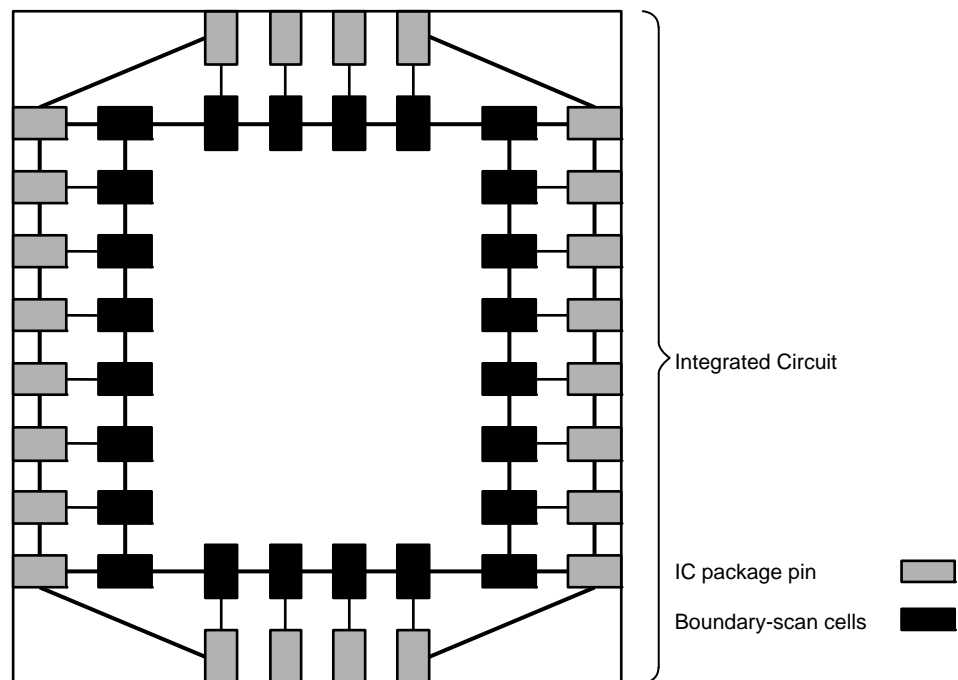 Integrated Circuit
IC package pin
Boundary-scan cells